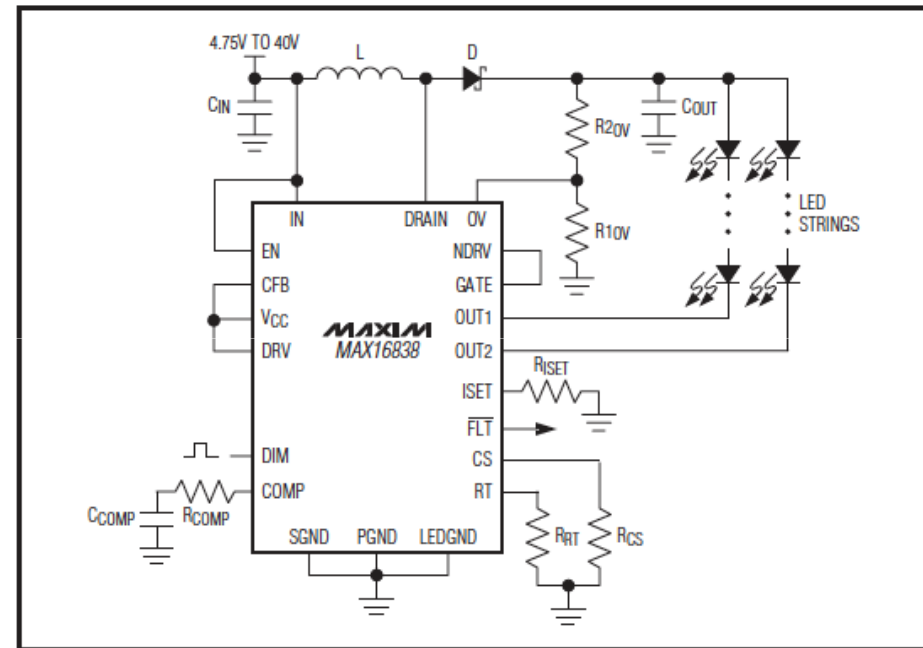 4.75V TO 40V
L
D
CIN
R2OV
COUT
LED
STRINGS
R1OV
IN
DRAIN
OV
EN
NDRV
CFB
GATE
VCC
OUT1
DRV
OUT2
MAXIM
MAX16838
ISET
RISET
FLT
DIM
CS
COMP
RT
CCOMP
RCOMP
RRT
RCS
SGND
PGND
LEDGND